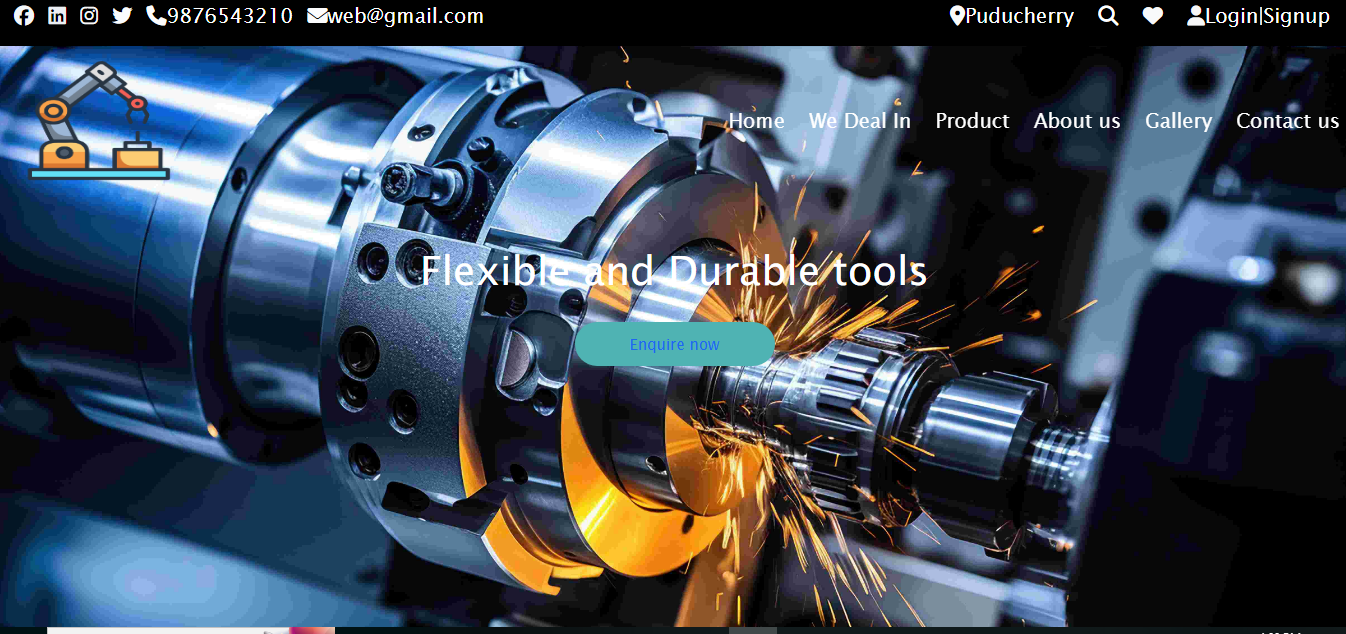 9876543210 web@gmail.com Puducherry Login|Signup
Home We Deal In Product About us Gallery Contact us
Flexible and Durable tools
Enquire now